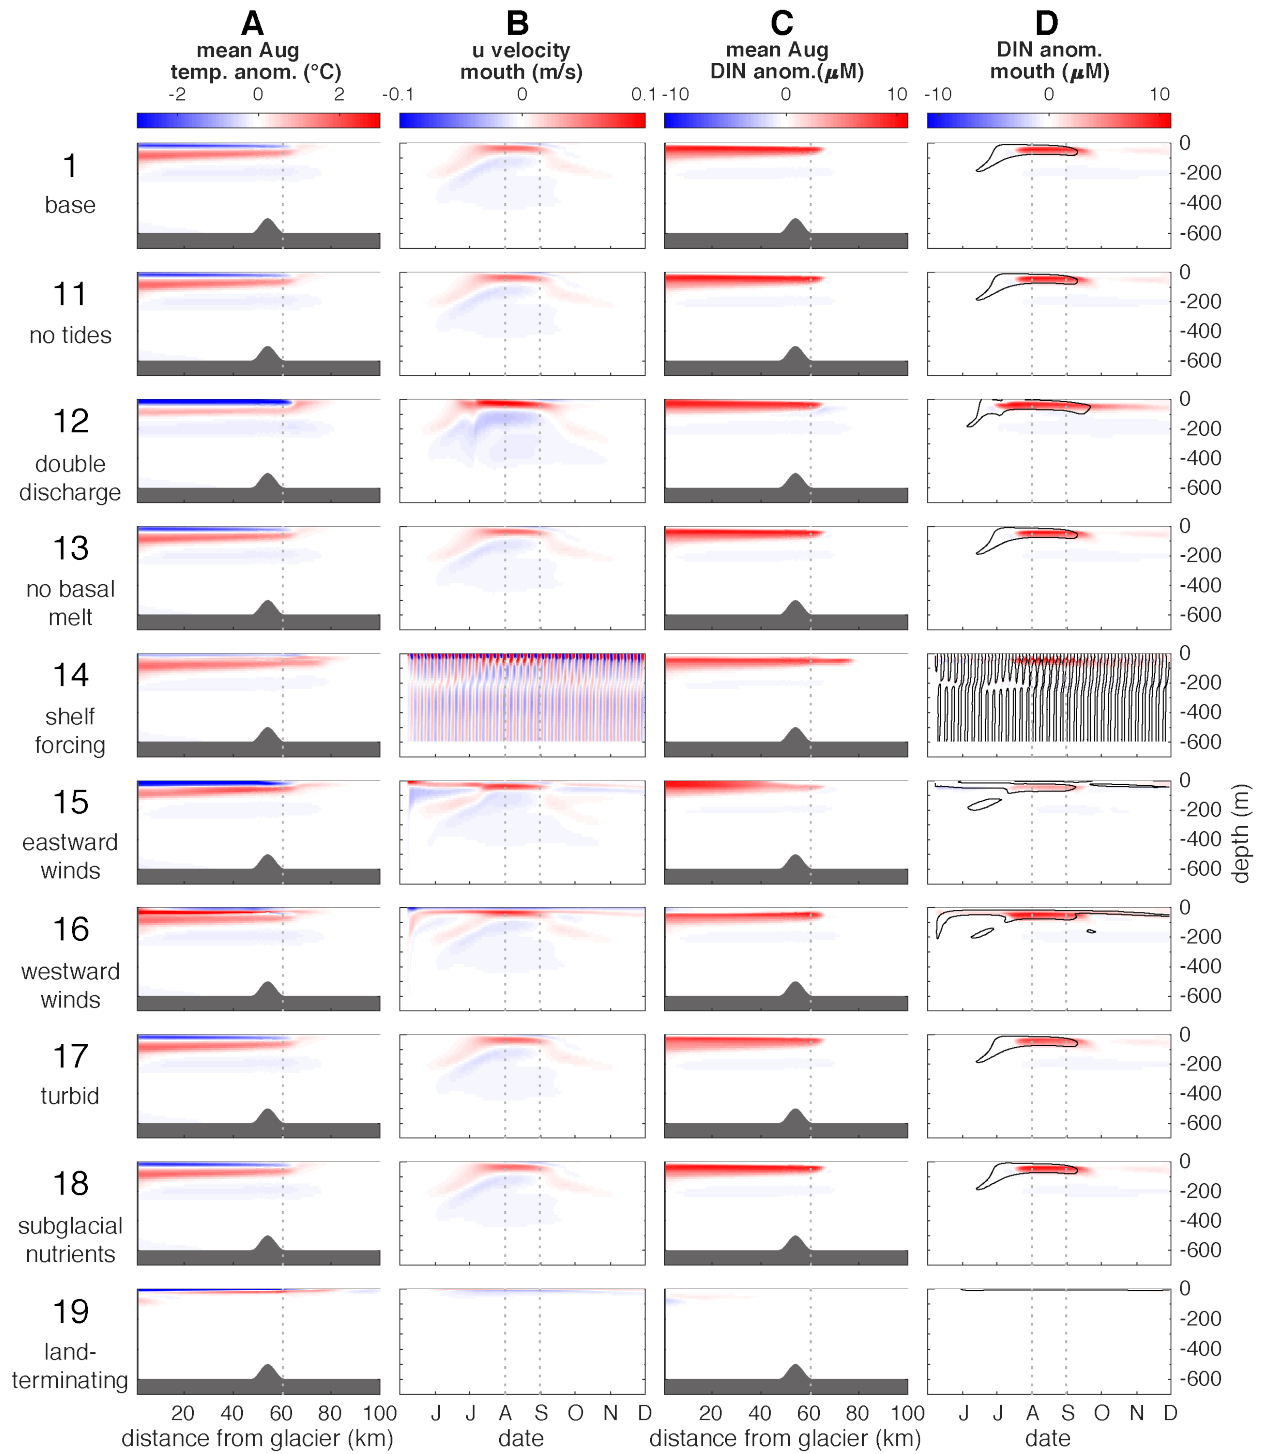 A B C D
mean Aug u velocity mean Aug DIN anom.
temp. anom. (°C) mouth (m/s) DIN anom.(μM) mouth (μM)
-2 0 2 -0.1 0 0.1 -10 0 10 -10 0 10
1
base
0
-200
-400
-600
11
no tides
0
-200
-400
-600
12
double
discharge
0
-200
-400
-600
13
no basal
melt
0
-200
-400
-600
14
shelf
forcing
0
-200
-400
-600
15
eastward
winds
0
-200
-400
-600
depth (m)
16
westward
winds
0
-200
-400
-600
17
turbid
0
-200
-400
-600
18
subglacial
nutrients
0
-200
-400
-600
19
land-
terminating
0
-200
-400
-600
20 40 60 80 100 J J A S O N D 20 40 60 80 100 J J A S O N D
distance from glacier (km) date distance from glacier (km) date